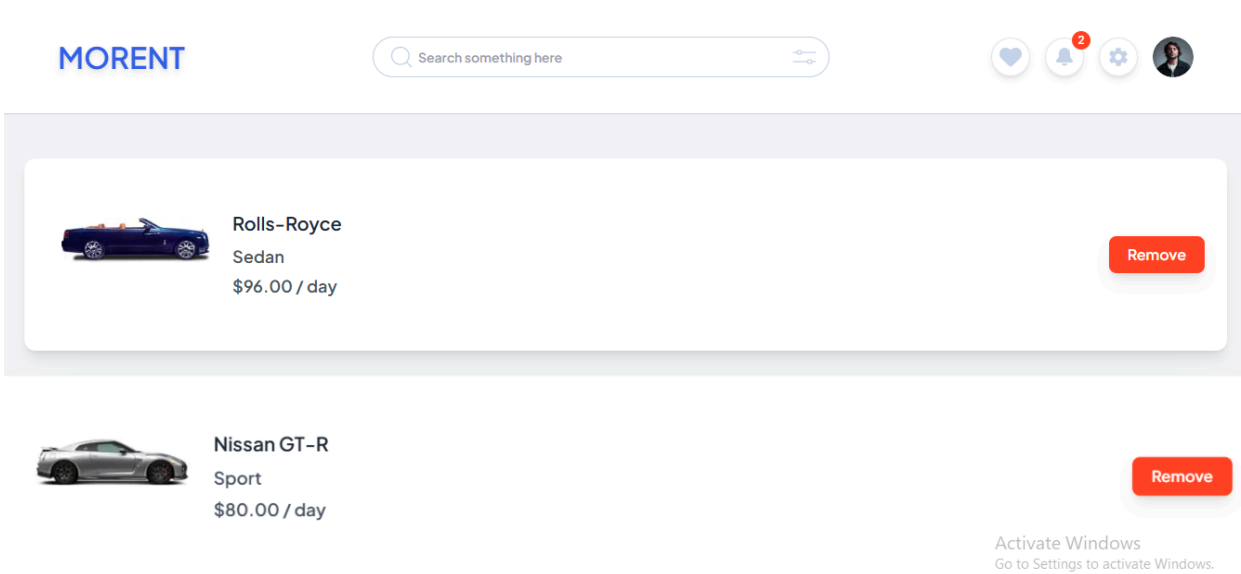 MORENT
Search something here
2
Rolls-Royce
Sedan
$96.00 / day
Remove
Nissan GT-R
Sport
$80.00 / day
Remove
Activate Windows
Go to Settings to activate Windows.